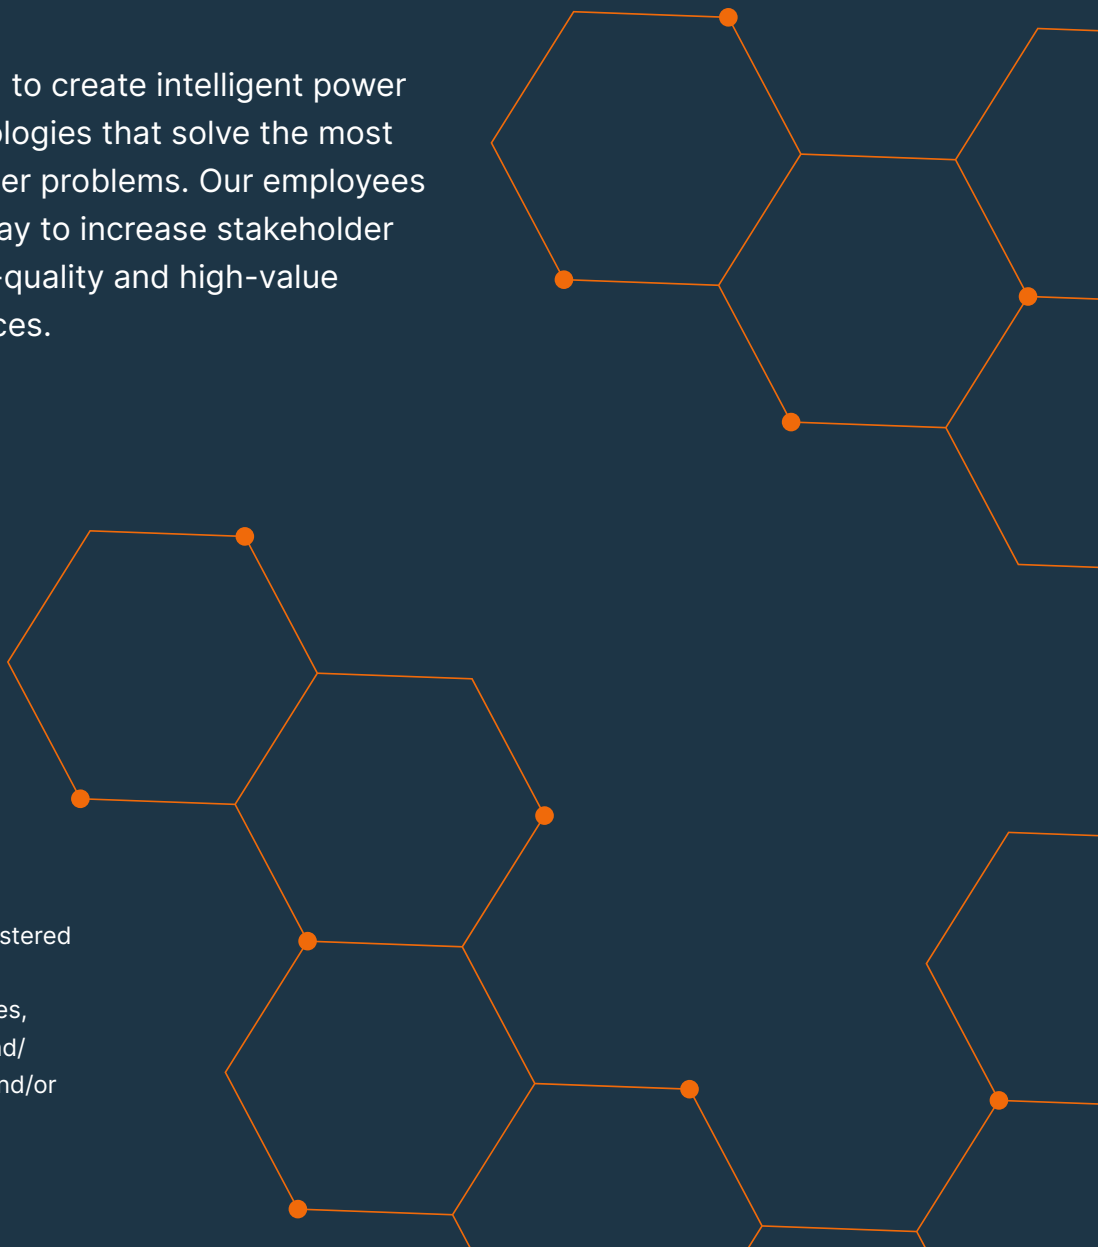 to create intelligent power
ologies that solve the most
er problems. Our employees
ay to increase stakeholder
-quality and high-value
ces.
stered
es,
nd/
nd/or